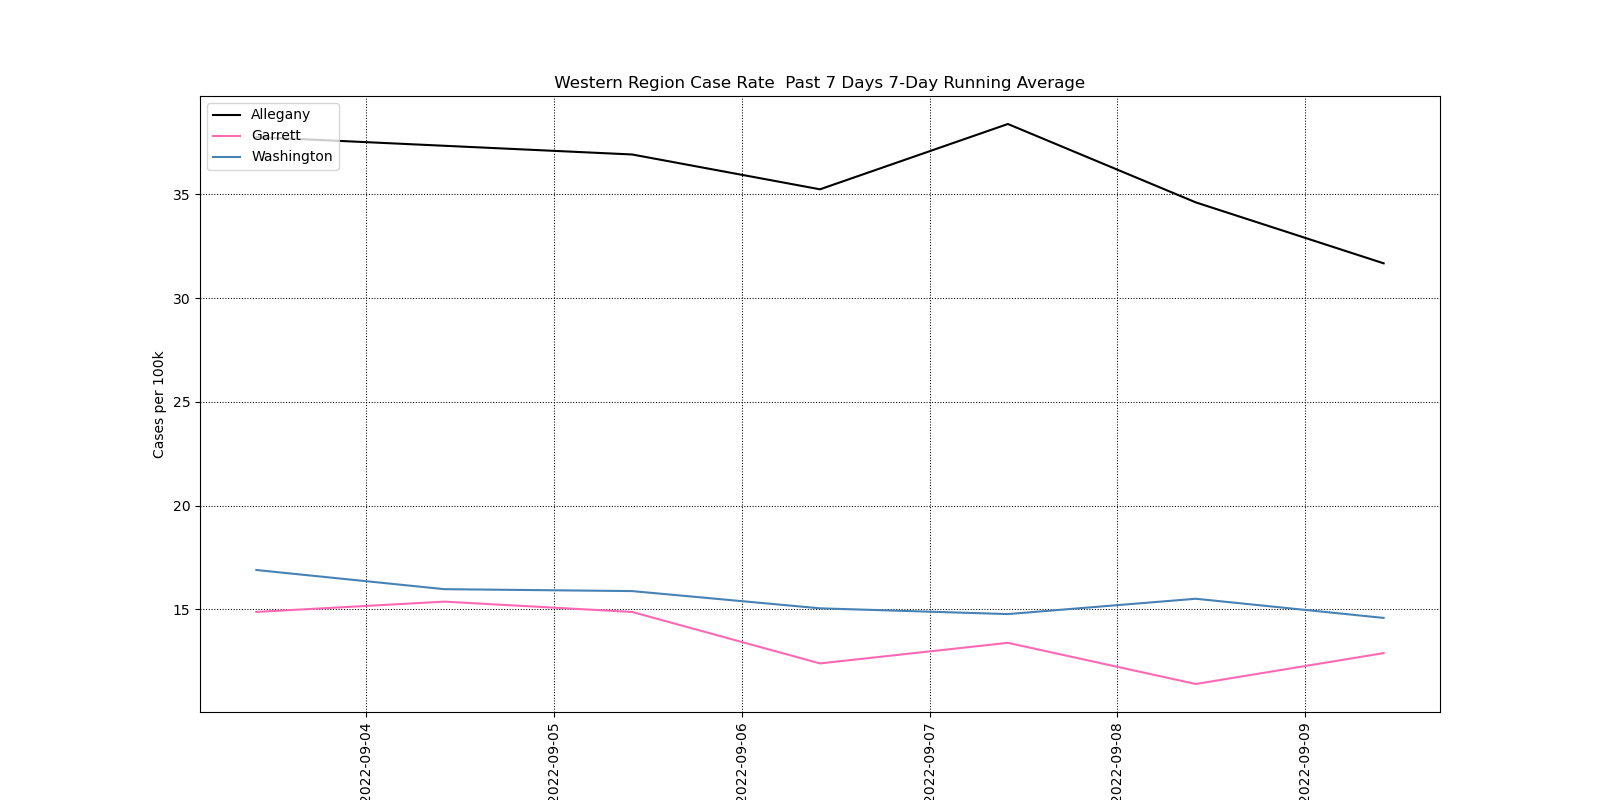 Western Region Case Rate  Past 7 Days 7-Day Running Average
Allegany
Garrett
Washington
35
30
25
20
15
Cases per 100k
2022-09-04
2022-09-05
2022-09-06
2022-09-07
2022-09-08
2022-09-09